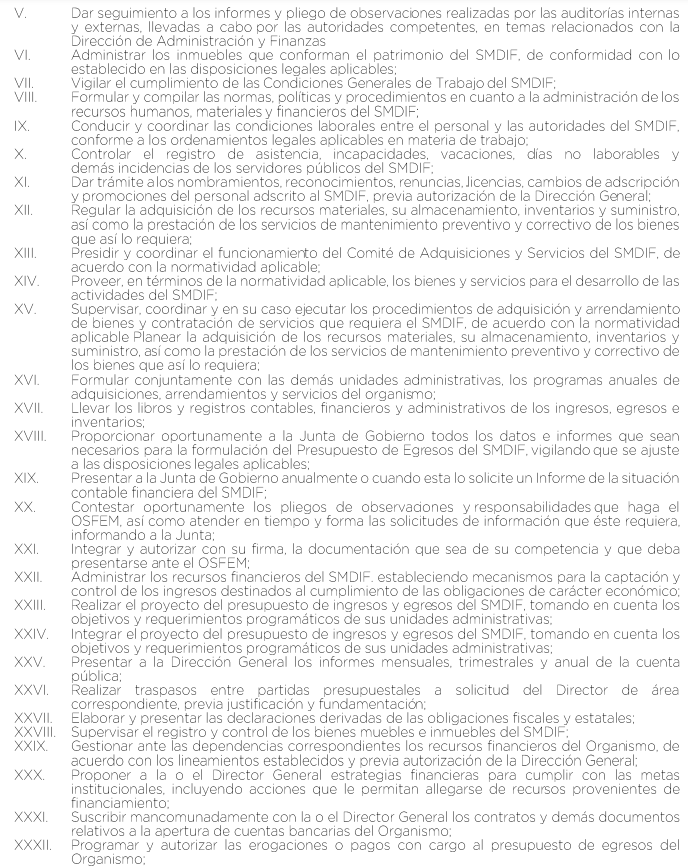 V. Dar seguimiento a los informes y pliego de observaciones realizadas por las auditorías internas
y externas, llevadas a cabo por las autoridades competentes, en temas relacionados con la
Dirección de Administración y Finanzas
VI. Administrar los inmuebles que conforman el patrimonio del SMDIF, de conformidad con lo
establecido en las disposiciones legales aplicables;
VII. Vigilar el cumplimiento de las Condiciones Generales de Trabajo del SMDIF;
VIII. Formular y compilar las normas, políticas y procedimientos en cuanto a la administración de los
recursos humanos, materiales y financieros del SMDIF;
IX. Conducir y coordinar las condiciones laborales entre el personal y las autoridades del SMDIF,
conforme a los ordenamientos legales aplicables en materia de trabajo;
X. Controlar el registro de asistencia, incapacidades, vacaciones, días no laborables y
demás incidencias de los servidores públicos del SMDIF;
XI. Dar trámite a los nombramientos, reconocimientos, renuncias, licencias, cambios de adscripción
y promociones del personal adscrito al SMDIF, previa autorización de la Dirección General;
XII. Regular la adquisición de los recursos materiales, su almacenamiento, inventarios y suministro,
así como la prestación de los servicios de mantenimiento preventivo y correctivo de los bienes
que así lo requiera;
XIII. Presidir y coordinar el funcionamiento del Comité de Adquisiciones y Servicios del SMDIF, de
acuerdo con la normatividad aplicable;
XIV. Proveer, en términos de la normatividad aplicable, los bienes y servicios para el desarrollo de las
actividades del SMDIF;
XV. Supervisar, coordinar y en su caso ejecutar los procedimientos de adquisición y arrendamiento
de bienes y contratación de servicios que requiera el SMDIF, de acuerdo con la normatividad
aplicable Planear la adquisición de los recursos materiales, su almacenamiento, inventarios y
suministro, así como la prestación de los servicios de mantenimiento preventivo y correctivo de
los bienes que así lo requiera;
XVI. Formular conjuntamente con las demás unidades administrativas, los programas anuales de
adquisiciones, arrendamientos y servicios del organismo;
XVII. Llevar los libros y registros contables, financieros y administrativos de los ingresos, egresos e
inventarios;
XVIII. Proporcionar oportunamente a la Junta de Gobierno todos los datos e informes que sean
necesarios para la formulación del Presupuesto de Egresos del SMDIF, vigilando que se ajuste
a las disposiciones legales aplicables;
XIX. Presentar a la Junta de Gobierno anualmente o cuando esta lo solicite un Informe de la situación
contable financiera del SMDIF;
XX. Contestar oportunamente los pliegos de observaciones y responsabilidades que haga el
OSFEM, así como atender en tiempo y forma las solicitudes de información que éste requiera,
informando a la Junta;
XXI. Integrar y autorizar con su firma, la documentación que sea de su competencia y que deba
presentarse ante el OSFEM;
XXII. Administrar los recursos financieros del SMDIF. estableciendo mecanismos para la captación y
control de los ingresos destinados al cumplimiento de las obligaciones de carácter económico;
XXIII. Realizar el proyecto del presupuesto de ingresos y egresos del SMDIF, tomando en cuenta los
objetivos y requerimientos programáticos de sus unidades administrativas;
XXIV. Integrar el proyecto del presupuesto de ingresos y egresos del SMDIF, tomando en cuenta los
objetivos y requerimientos programáticos de sus unidades administrativas;
XXV. Presentar a la Dirección General los informes mensuales, trimestrales y anual de la cuenta
pública;
XXVI. Realizar traspasos entre partidas presupuestales a solicitud del Director de área
correspondiente, previa justificación y fundamentación;
XXVII. Elaborar y presentar las declaraciones derivadas de las obligaciones fiscales y estatales;
XXVIII. Supervisar el registro y control de los bienes muebles e inmuebles del SMDIF;
XXIX. Gestionar ante las dependencias correspondientes los recursos financieros del Organismo, de
acuerdo con los lineamientos establecidos y previa autorización de la Dirección General;
XXX. Proponer a la o el Director General estrategias financieras para cumplir con las metas
institucionales, incluyendo acciones que le permitan allegarse de recursos provenientes de
financiamiento;
XXXI. Suscribir mancomunadamente con la o el Director General los contratos y demás documentos
relativos a la apertura de cuentas bancarias del Organismo;
XXXII. Programar y autorizar las erogaciones o pagos con cargo al presupuesto de egresos del
Organismo;